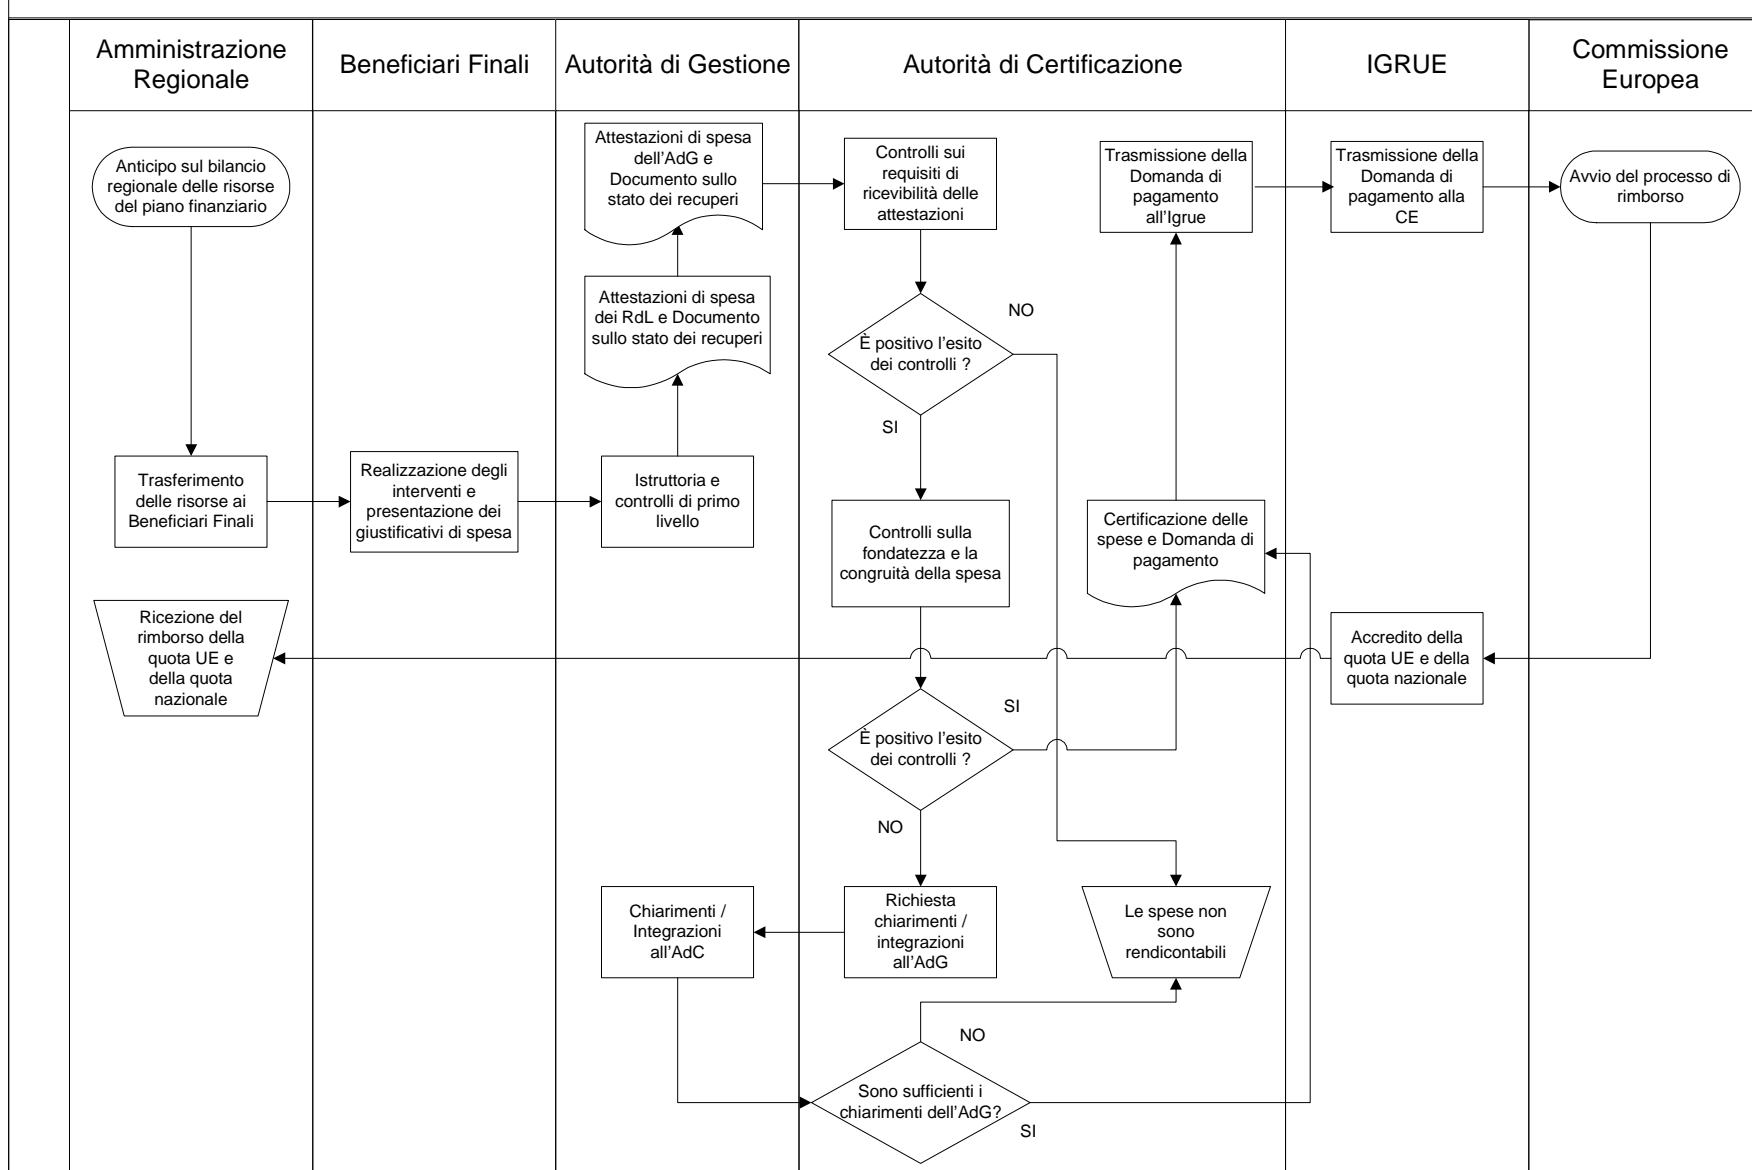 Amministrazione
Regionale
Beneficiari Finali
Autorità di Gestione
Autorità di Certificazione
IGRUE
Commissione
Europea
Anticipo sul bilancio
regionale delle risorse
del piano finanziario
Attestazioni di spesa
dell'AdG e
Documento sullo
stato dei recuperi
Controlli sui
requisiti di
ricevibilità delle
attestazioni
Trasmissione della
Domanda di
pagamento
all'Igrue
Trasmissione della
Domanda di
pagamento alla
CE
Avvio del processo di
rimborso
Attestazioni di spesa
dei RdL e Documento
sullo stato dei recuperi
NO
È positivo l'esito
dei controlli ?
SI
Trasferimento
delle risorse ai
Beneficiari Finali
Realizzazione degli
interventi e
presentazione dei
giustificativi di spesa
Istruttoria e
controlli di primo
livello
Controlli sulla
fondatezza e la
congruità della spesa
Certificazione delle
spese e Domanda di
pagamento
Ricezione del
rimborso della
quota UE e
della quota
nazionale
Accredito della
quota UE e della
quota nazionale
SI
È positivo l'esito
dei controlli ?
NO
Chiarimenti /
Integrazioni
all'AdC
Richiesta
chiarimenti /
integrazioni
all'AdG
Le spese non
sono
rendicontabili
NO
Sono sufficienti i
chiarimenti dell'AdG?
SI